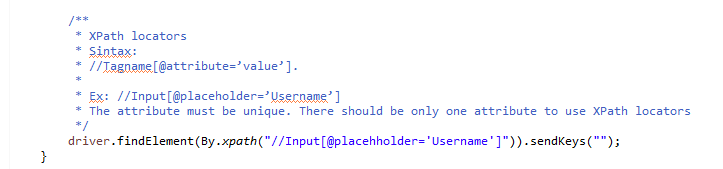 /**
* XPath locators
* Sintax:
* //Tagname[@attribute=’value’].
*
* Ex: //Input[@placeholder=’Username’]
* The attribute must be unique. There should be only one attribute to use XPath locators
*/
driver.findElement(By.xpath("//Input[@placehholder='Username']")).sendKeys("");
}